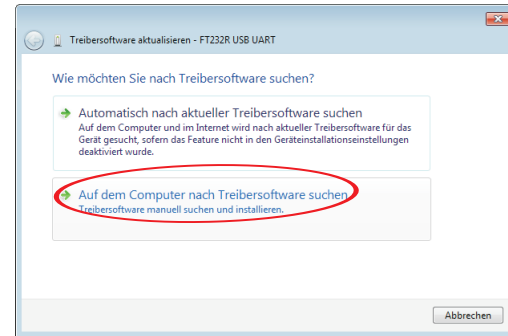 Treibersoftware aktualisieren - FT232R USB UART
Wie möchten Sie nach Treibersoftware suchen?
Automatisch nach aktueller Treibersoftware suchen
Auf dem Computer und im Internet wird nach aktueller Treibersoftware für das
Gerät gesucht, sofern das Feature nicht in den Geräteinstallationseinstellungen
deaktiviert wurde.
Auf dem Computer nach Treibersoftware suchen
Treibersoftware manuell suchen und installieren.
Abbrechen